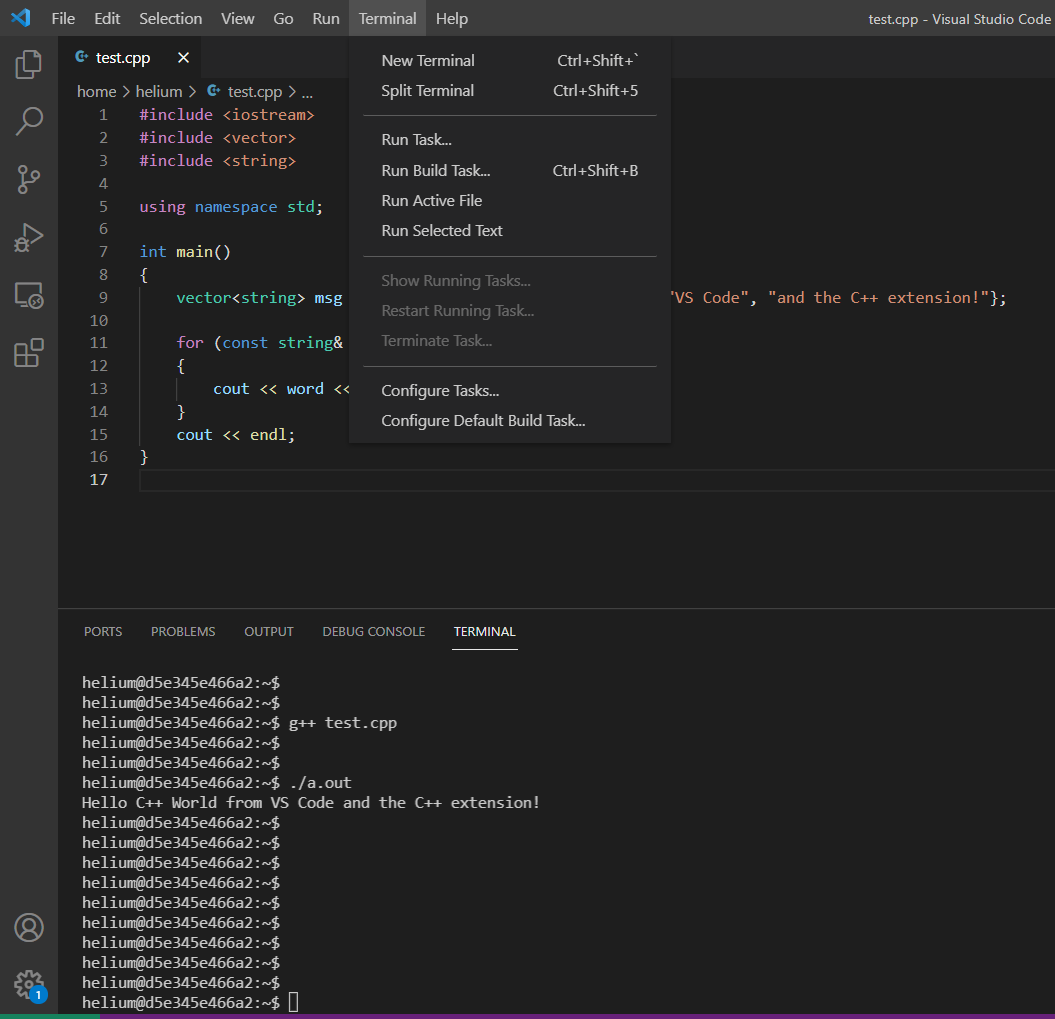 File Edit Selection View Go Run Terminal Help test.cpp - Visual Studio Code
test.cpp
home > helium > test.cpp > ...
New Terminal Ctrl+Shift+`
Split Terminal Ctrl+Shift+5
Run Task...
Run Build Task... Ctrl+Shift+B
Run Active File
Run Selected Text
Show Running Tasks...
Restart Running Task...
Terminate Task...
Configure Tasks...
Configure Default Build Task...
1 #include <iostream>
2 #include <vector>
3 #include <string>
4
5 using namespace std;
6
7 int main()
8 {
9 vector<string> msg "VS Code", "and the C++ extension!"};
10
11 for (const string&
12 {
13 cout << word <<
14 }
15 cout << endl;
16 }
17
PORTS PROBLEMS OUTPUT DEBUG CONSOLE TERMINAL
helium@d5e345e466a2:~$
helium@d5e345e466a2:~$
helium@d5e345e466a2:~$ g++ test.cpp
helium@d5e345e466a2:~$
helium@d5e345e466a2:~$
helium@d5e345e466a2:~$ ./a.out
Hello C++ World from VS Code and the C++ extension!
helium@d5e345e466a2:~$
helium@d5e345e466a2:~$
helium@d5e345e466a2:~$
helium@d5e345e466a2:~$
helium@d5e345e466a2:~$
helium@d5e345e466a2:~$
helium@d5e345e466a2:~$
helium@d5e345e466a2:~$
helium@d5e345e466a2:~$
helium@d5e345e466a2:~$
1